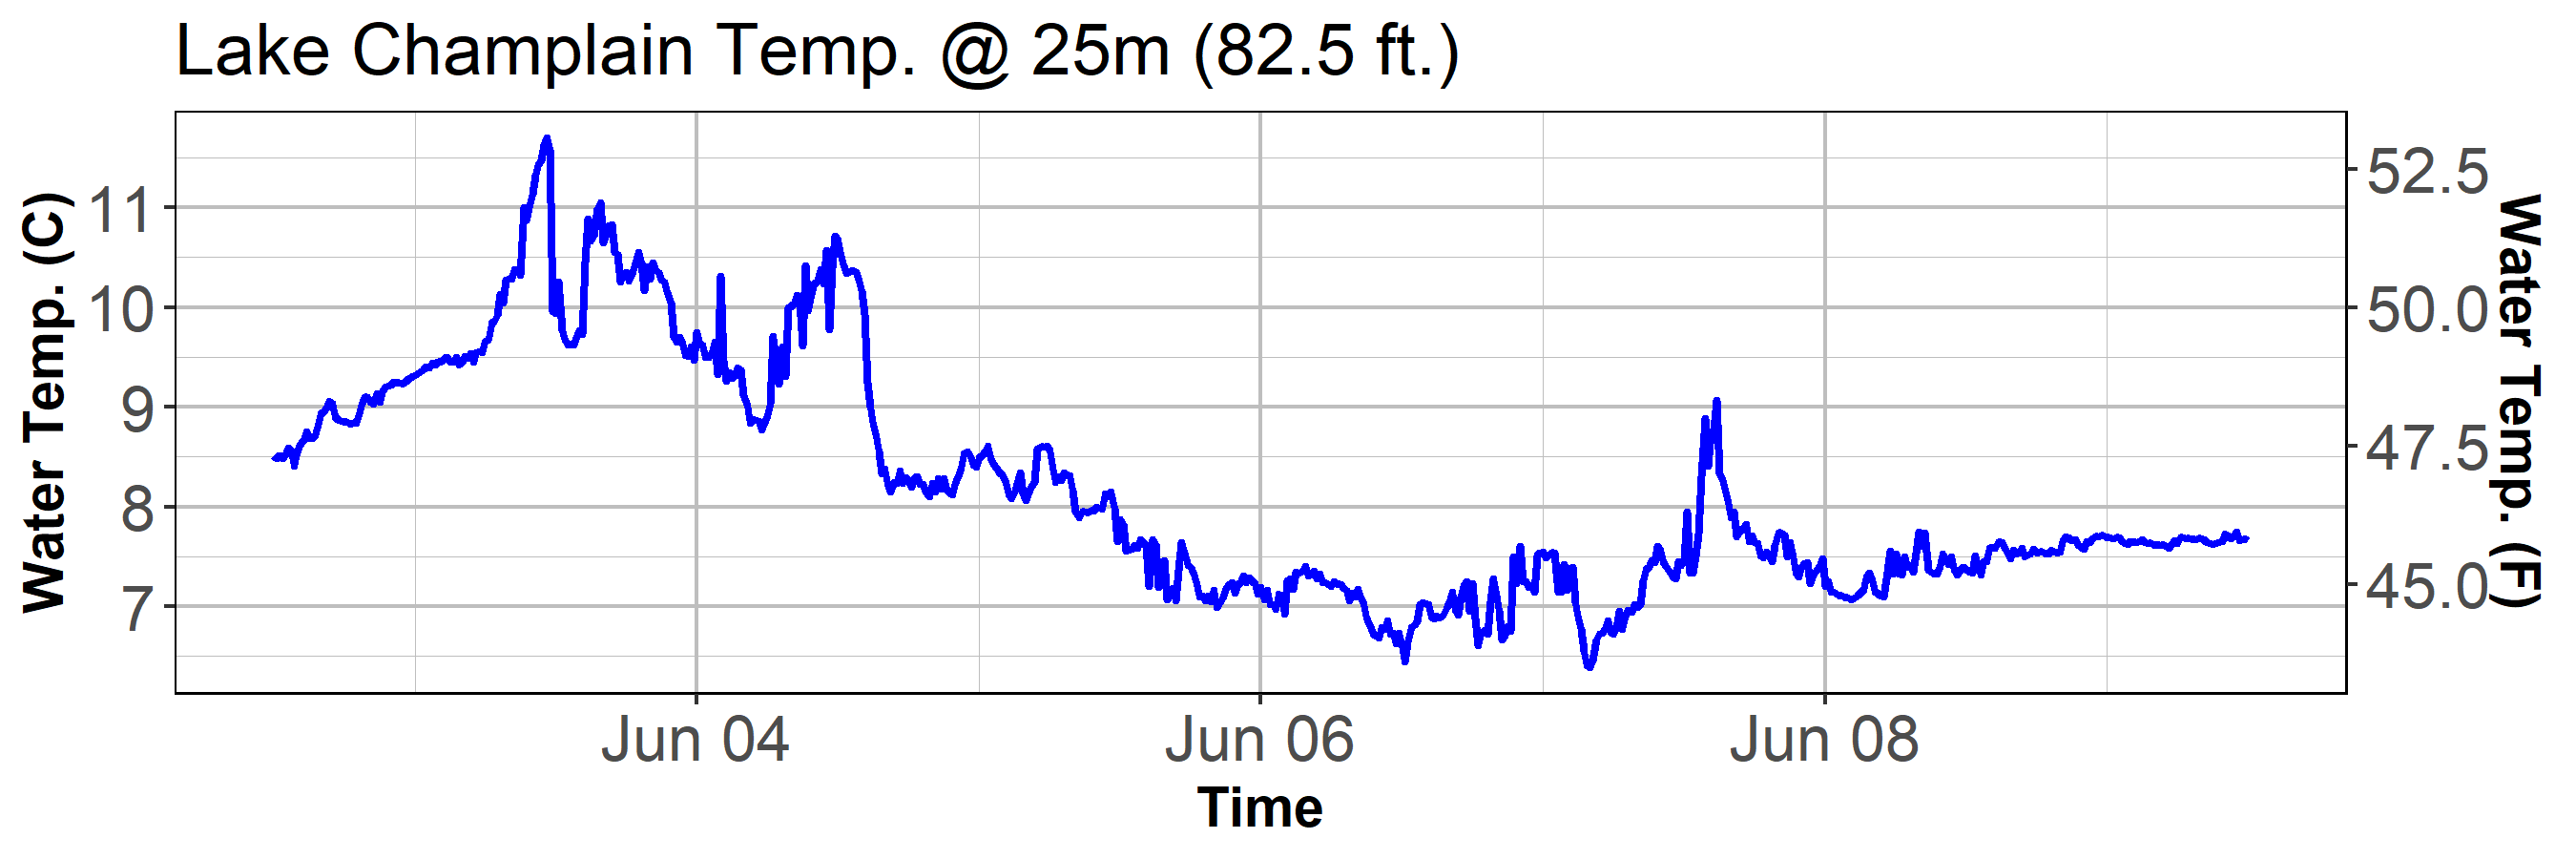 Lake Champlain Temp. @ 25m (82.5 ft.)
Water Temp. (C)
11
10
9
8
7
52.5
50.0
47.5
45.0
Water Temp. (F)
Jun 04 Jun 06 Jun 08
Time